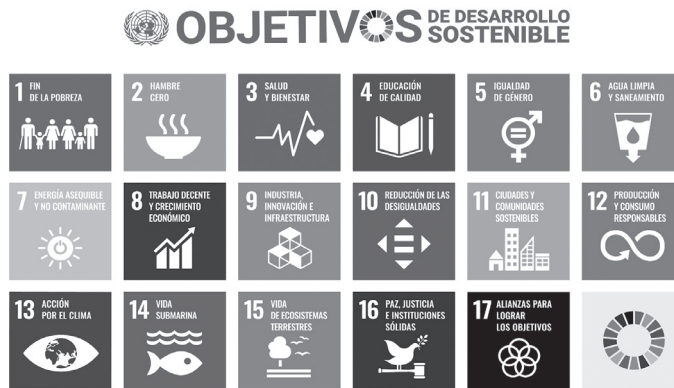 OBJETIVOS DE DESARROLLO
SOSTENIBLE
1 FIN
DE LA POBREZA
2 HAMBRE
CERO
3 SALUD
Y BIENESTAR
4 EDUCACIÓN
DE CALIDAD
5 IGUALDAD
DE GÉNERO
6 AGUA LIMPIA
Y SANEAMIENTO
7 ENERGÍA ASEQUIBLE
Y NO CONTAMINANTE
8 TRABAJO DECENTE
Y CRECIMIENTO
ECONÓMICO
9 INDUSTRIA,
INNOVACIÓN E
INFRAESTRUCTURA
10 REDUCCIÓN DE LAS
DESIGUALDADES
11 CIUDADES Y
COMUNIDADES
SOSTENIBLES
12 PRODUCCIÓN
Y CONSUMO
RESPONSABLES
13 ACCIÓN
POR EL CLIMA
14 VIDA
SUBMARINA
15 VIDA
DE ECOSISTEMAS
TERRESTRES
16 PAZ, JUSTICIA
E INSTITUCIONES
SÓLIDAS
17 ALIANZAS PARA
LOGRAR
LOS OBJETIVOS